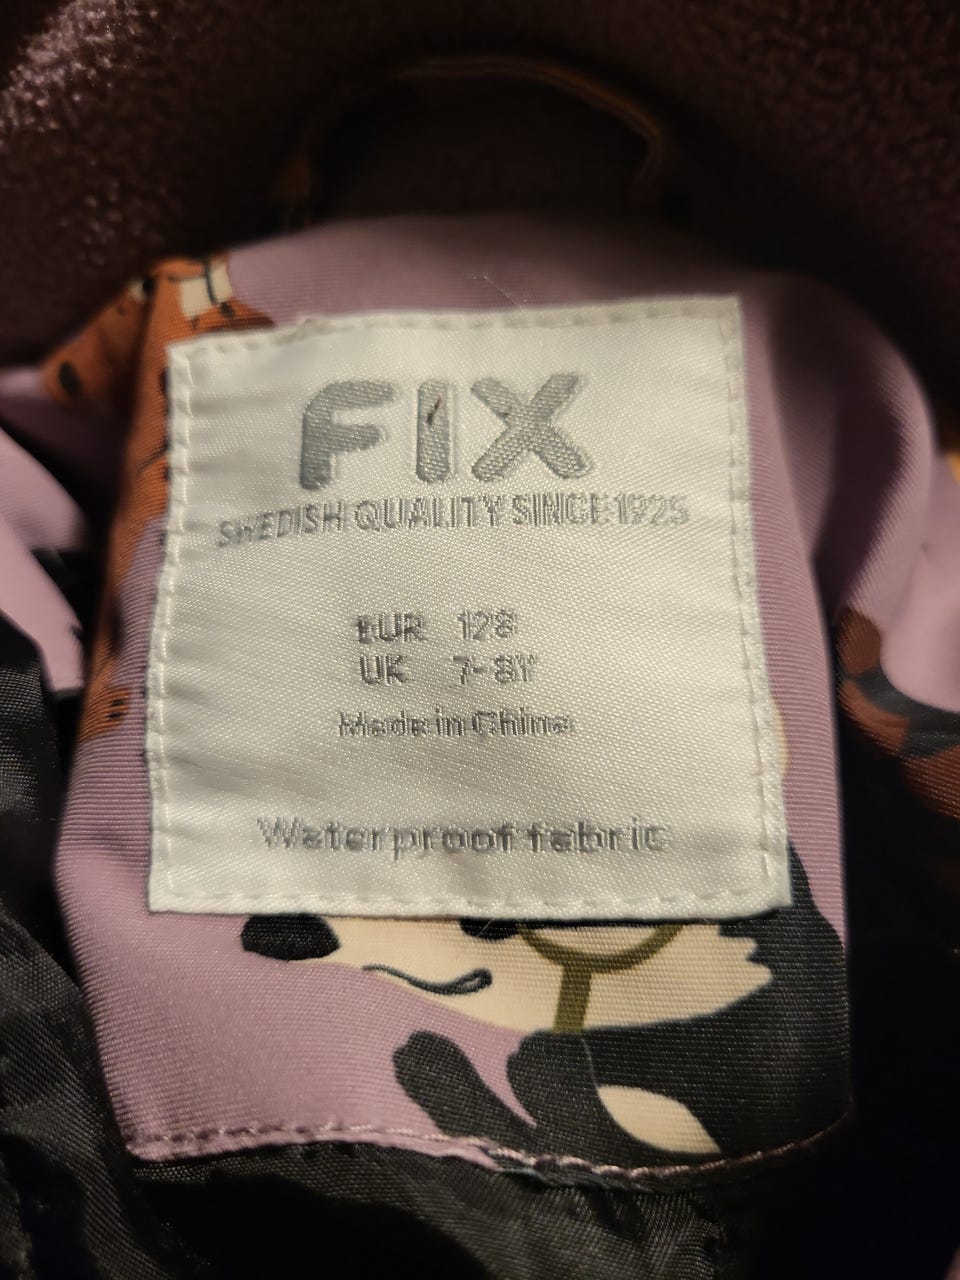 FIX
SWEDISH QUALITY SINCE 1925
EUR 128
UK 7-8Y
Made in China
Waterproof fabric